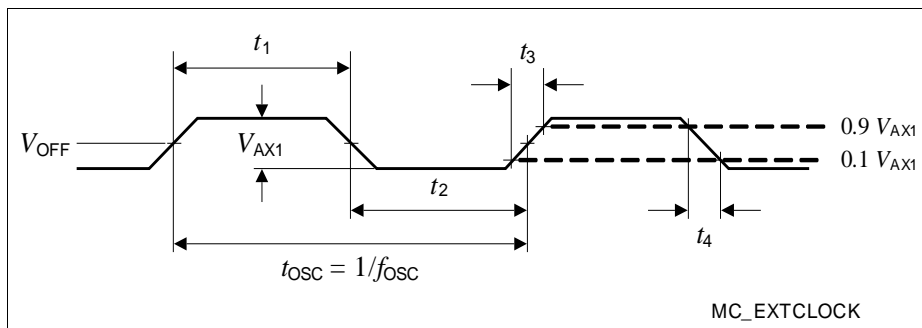 t1
t3
VOFF
VAX1
0.9 VAX1
0.1 VAX1
t2
t4
tOSC = 1/fOSC
MC_EXTCLOCK